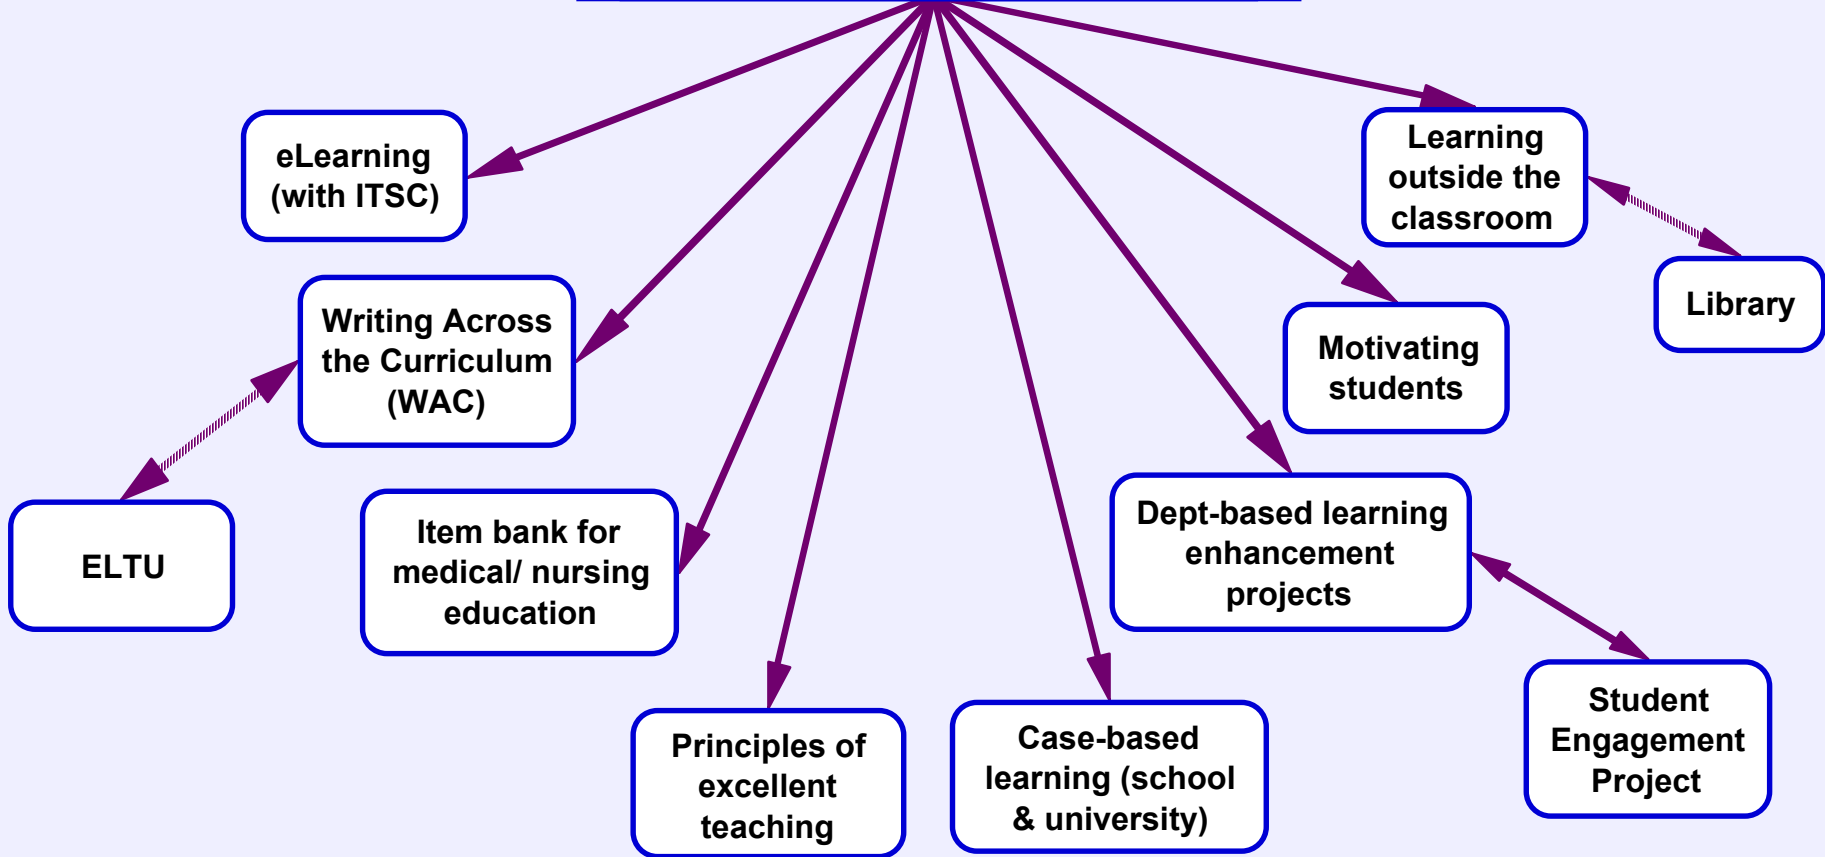 eLearning
(with ITSC)
Learning
outside the
classroom
Library
Writing Across
the Curriculum
(WAC)
Motivating
students
ELTU
Item bank for
medical/ nursing
education
Dept-based learning
enhancement
projects
Principles of
excellent
teaching
Case-based
learning (school
& university)
Student
Engagement
Project